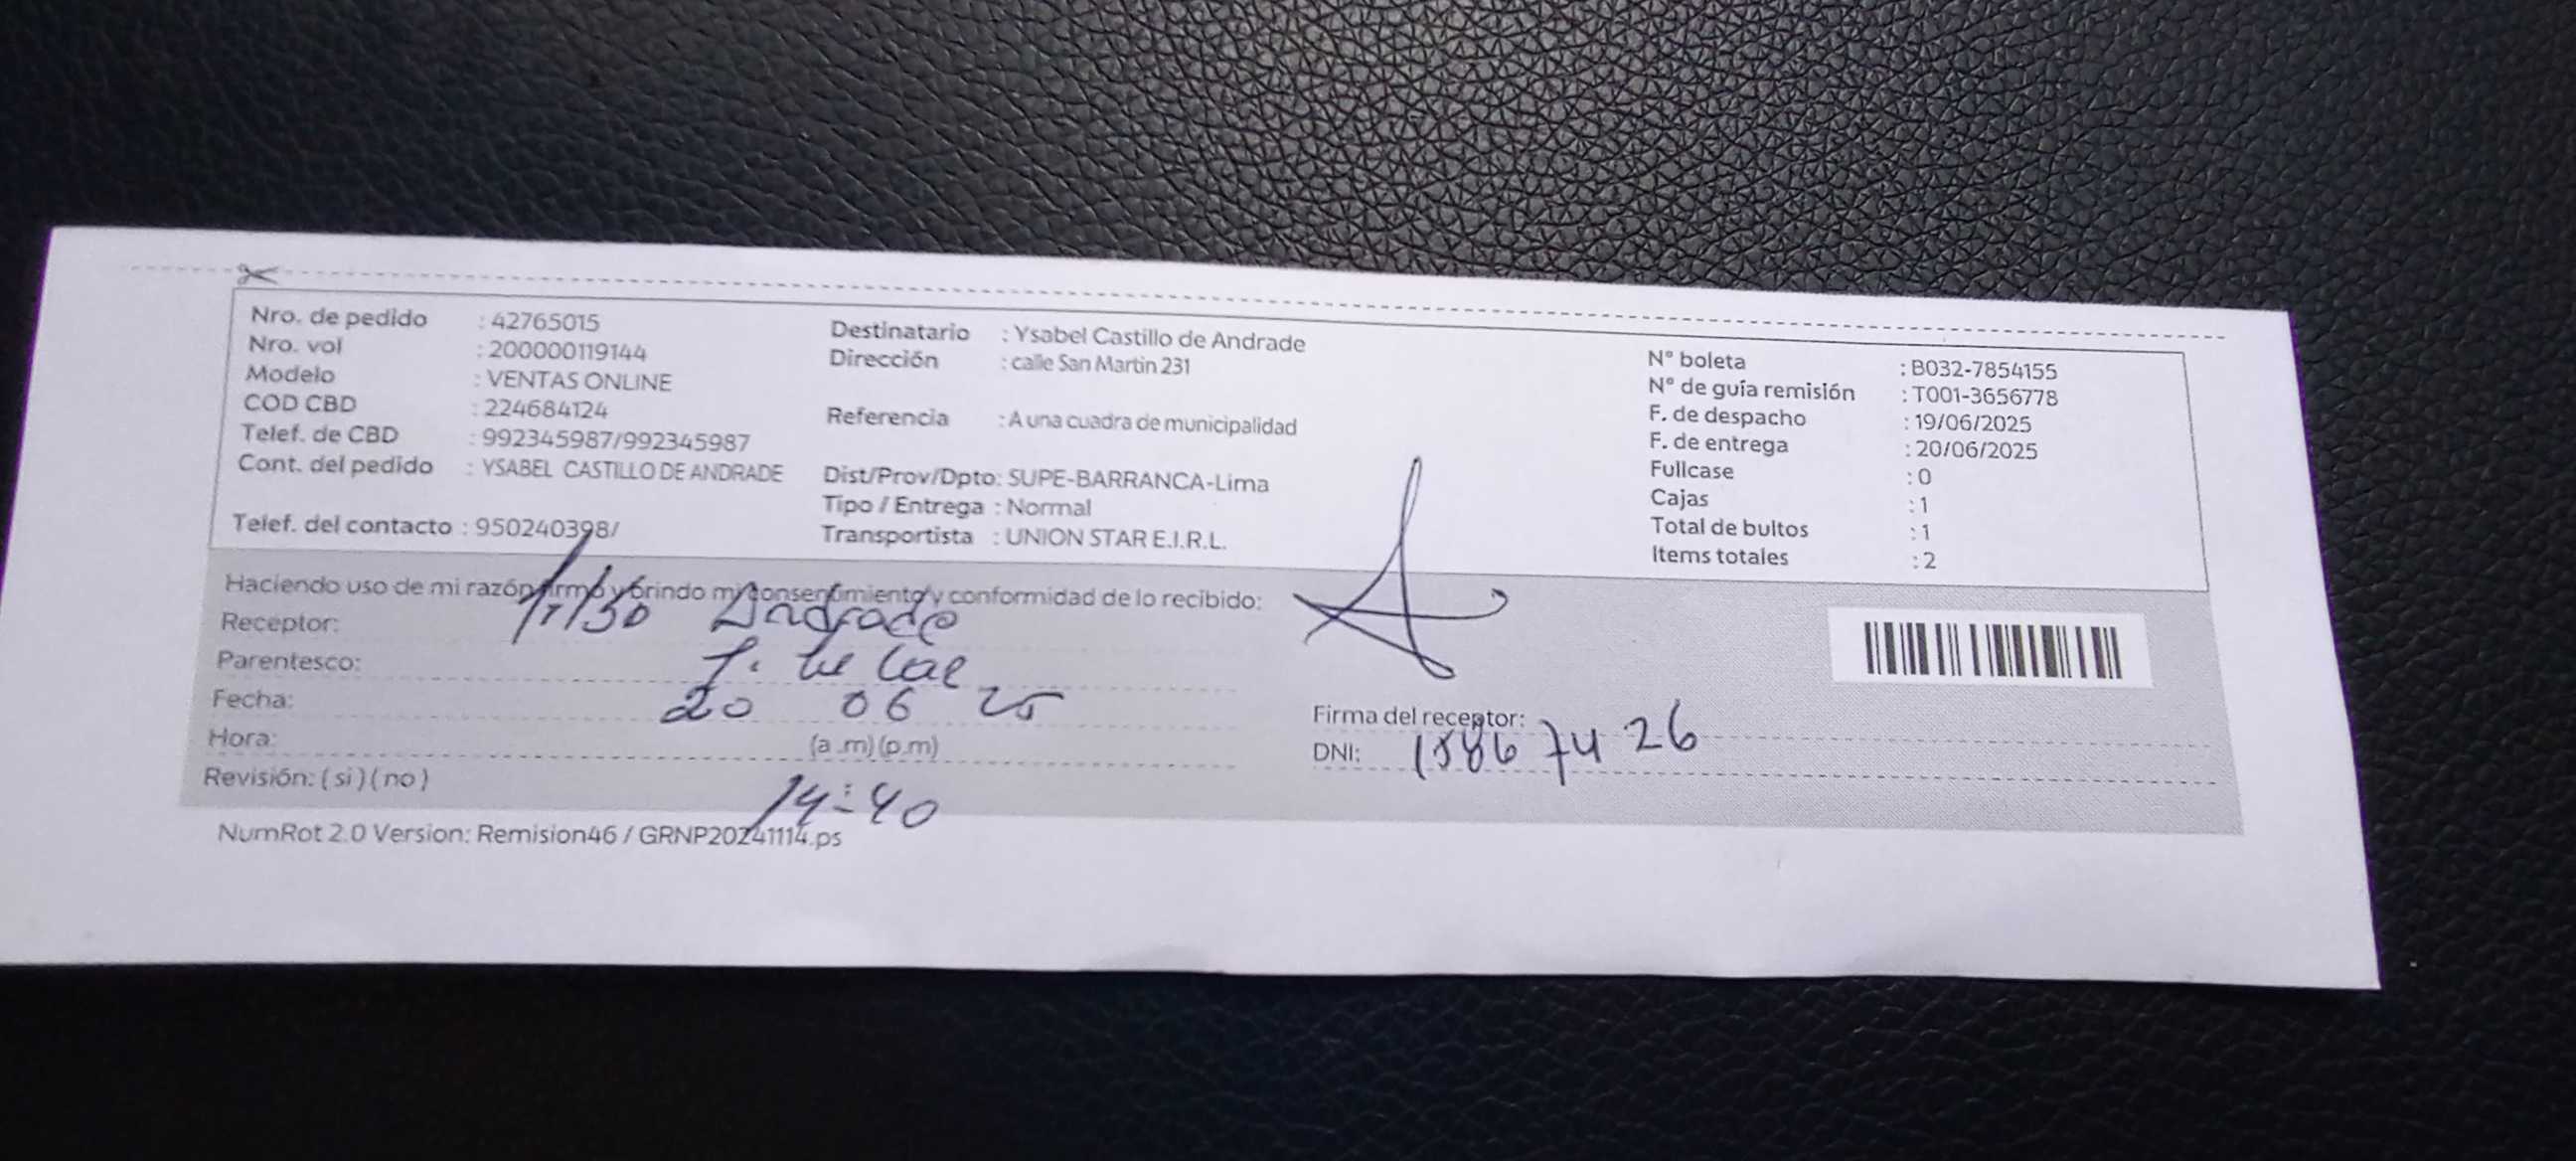 Nro. de pedido : 42765015
Nro. vol : 200000119144
Modelo : VENTAS ONLINE
COD CBD : 224684124
Telef. de CBD : 992345987/992345987
Cont. del pedido : YSABEL CASTILLO DE ANDRADE
Telef. del contacto : 950240398/
Destinatario : Ysabel Castillo de Andrade
Dirección : calle San Martin 231
Referencia : A una cuadra de municipalidad
Dist/Prov/Dpto: SUPE-BARRANCA-Lima
Tipo / Entrega : Normal
Transportista : UNION STAR E.I.R.L.
N° boleta : B032-7854155
N° de guía remisión : T001-3656778
F. de despacho : 19/06/2025
F. de entrega : 20/06/2025
Fullcase : 0
Cajas : 1
Total de bultos : 1
Items totales : 2
Haciendo uso de mi razón firmo y brindo mi consentimiento y conformidad de lo recibido:
Receptor: Andrade
Parentesco:
Fecha: 20 06 25
Hora: (a .m) (p.m)
Revisión: ( si ) ( no )
14:40
Firma del receptor:
DNI: 15867426
NumRot 2.0 Version: Remision46 / GRNP20241114.ps